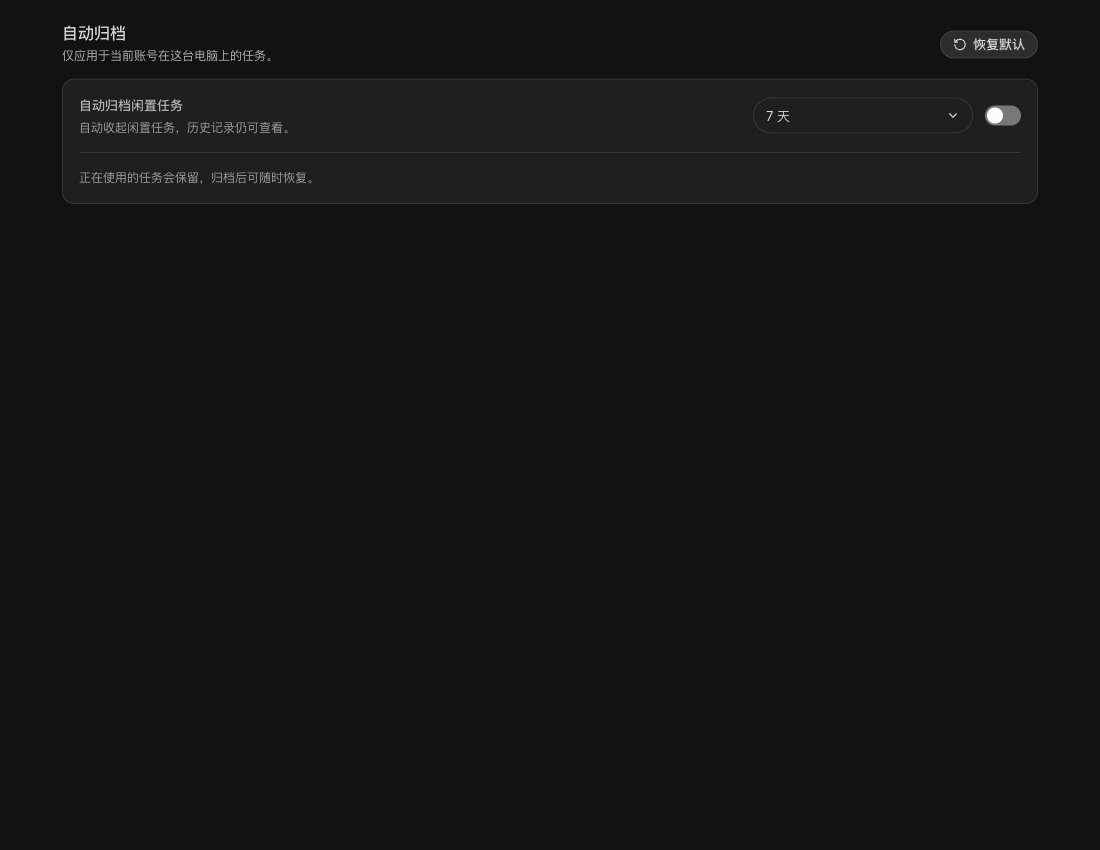 自动归档
仅应用于当前账号在这台电脑上的任务。
恢复默认
自动归档闲置任务
自动收起闲置任务，历史记录仍可查看。
7 天
正在使用的任务会保留，归档后可随时恢复。